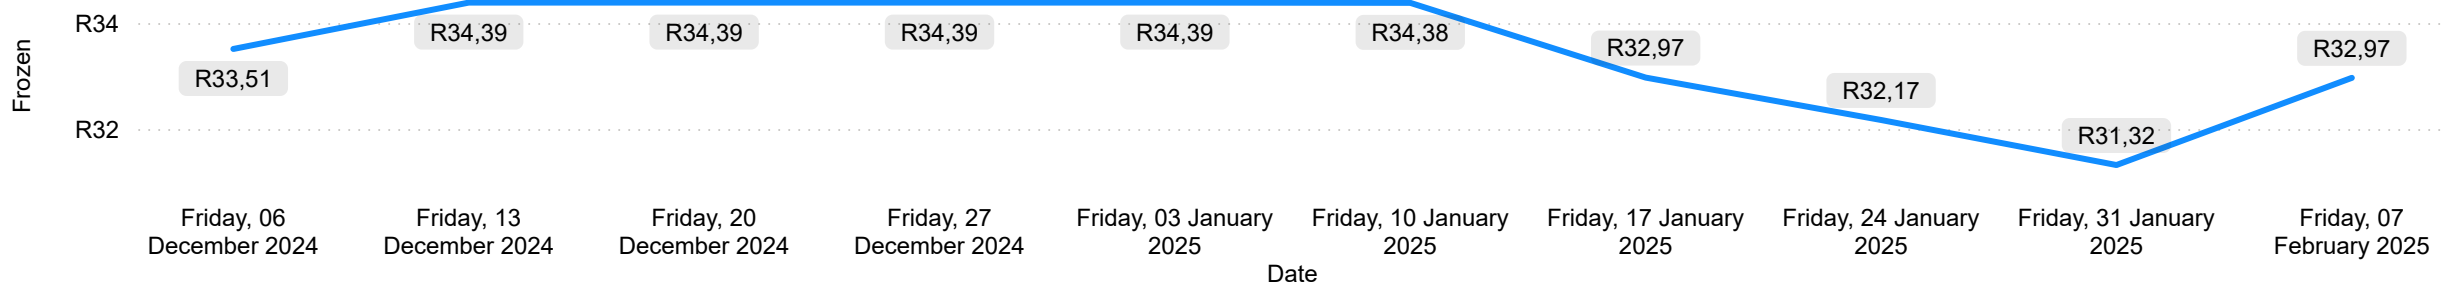 Frozen
R34
R32
R33,51
R34,39
R34,39
R34,39
R34,39
R34,38
R32,97
R32,17
R31,32
R32,97
Friday, 06
December 2024
Friday, 13
December 2024
Friday, 20
December 2024
Friday, 27
December 2024
Friday, 03 January
2025
Friday, 10 January
2025
Friday, 17 January
2025
Friday, 24 January
2025
Friday, 31 January
2025
Friday, 07
February 2025
Date